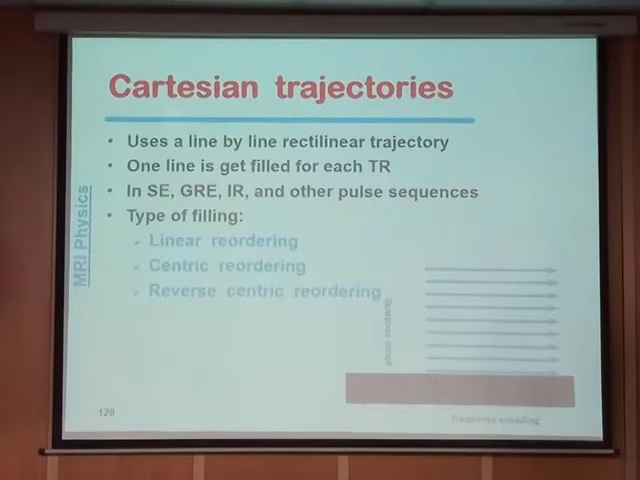 Cartesian trajectories
• Uses a line by line rectilinear trajectory
• One line is get filled for each TR
• In SE, GRE, IR, and other pulse sequences
• Type of filling:
➢ Linear reordering
➢ Centric reordering
➢ Reverse centric reordering
MRI Physics
phase encoding
frequency encoding
128